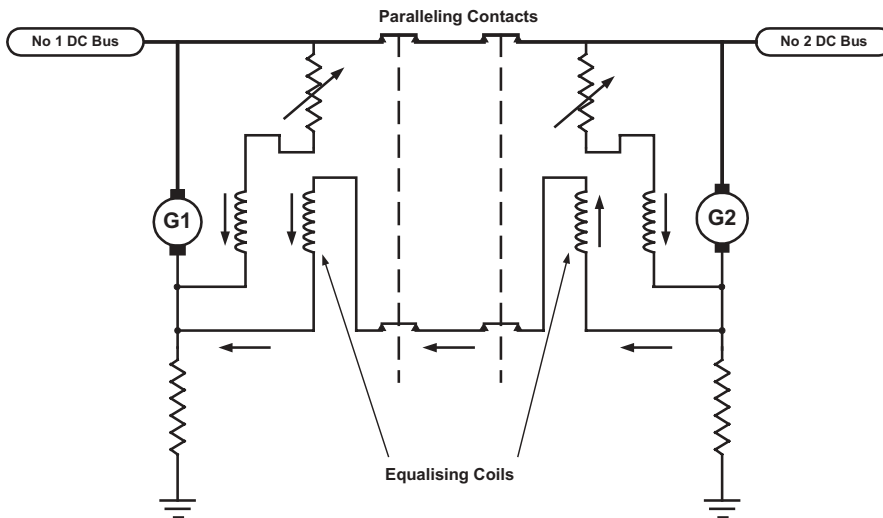 Paralleling Contacts
No 1 DC Bus
No 2 DC Bus
G1
G2
Equalising Coils